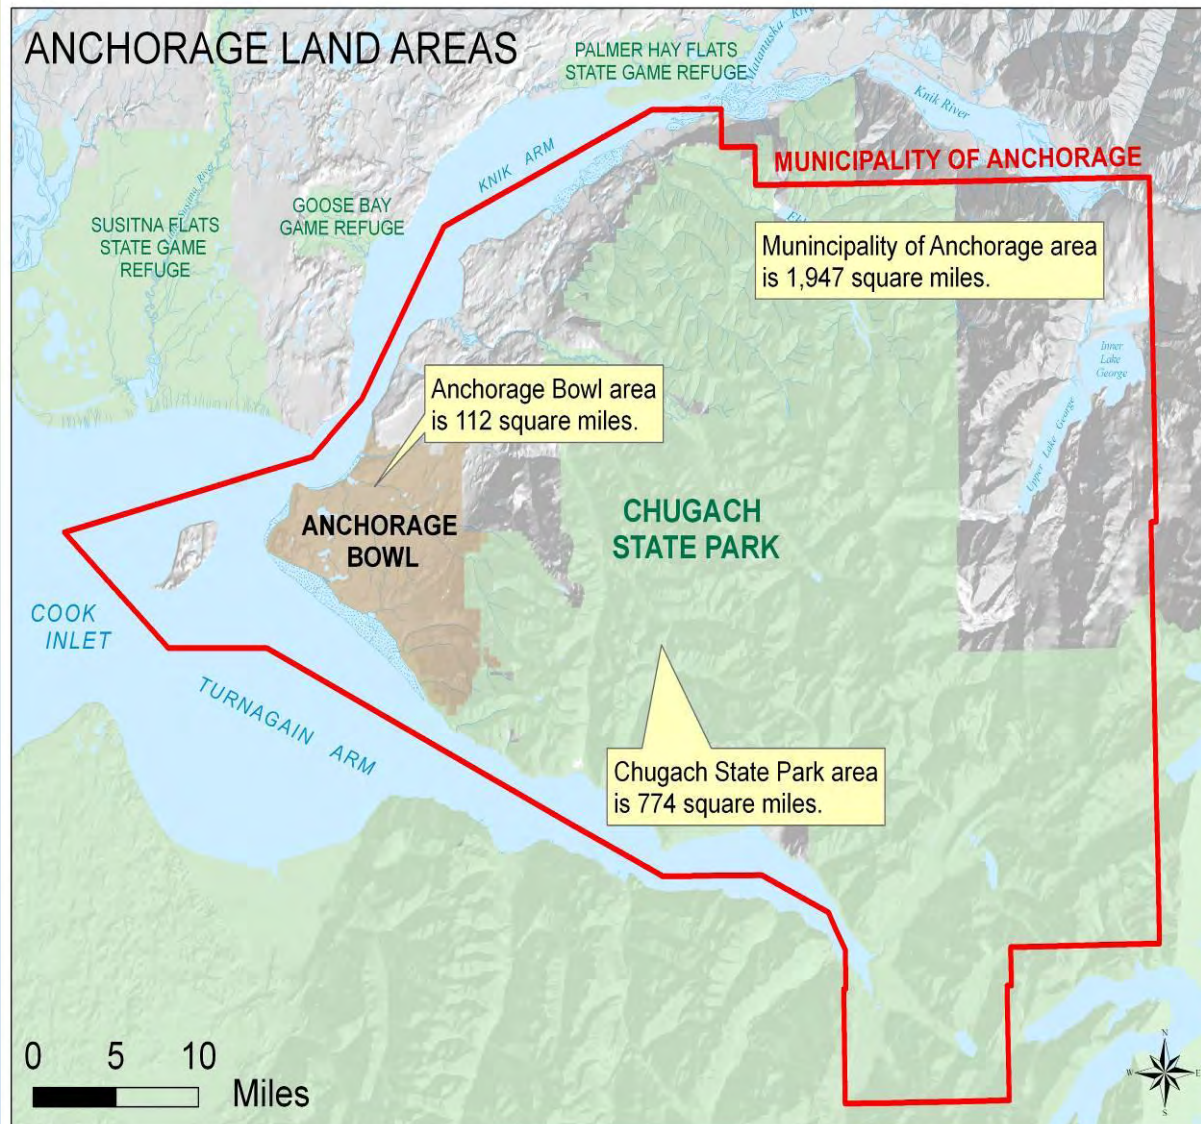 ANCHORAGE LAND AREAS
PALMER HAY FLATS
STATE GAME REFUGE
Matanuska River
Knik River
KNIK ARM
MUNICIPALITY OF ANCHORAGE
GOOSE BAY
GAME REFUGE
SUSITNA FLATS
STATE GAME
REFUGE
River
Munincipality of Anchorage area
is 1,947 square miles.
Inner
Lake
George
Upper Lake George
Anchorage Bowl area
is 112 square miles.
ANCHORAGE
BOWL
CHUGACH
STATE PARK
COOK
INLET
TURNAGAIN ARM
Chugach State Park area
is 774 square miles.
0 5 10
Miles
N
W E
S